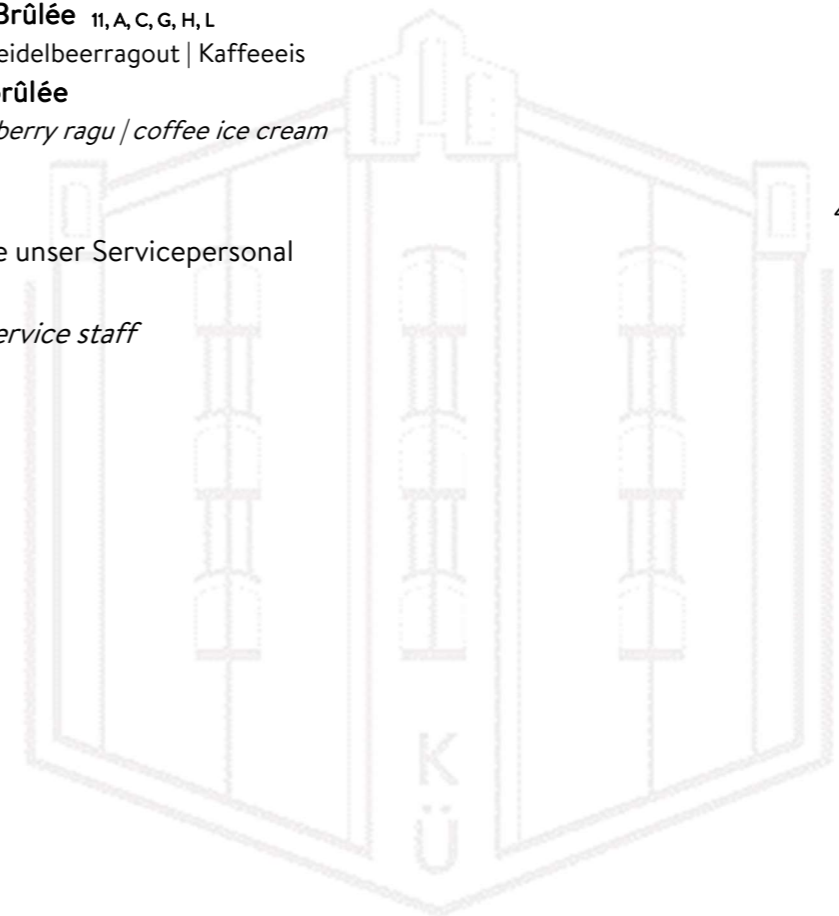 Brûlée 11, A, C, G, H, L
eidelbeerragout | Kaffeeeis
rûlée
berry ragu | coffee ice cream
e unser Servicepersonal
ervice staff
K
Ü